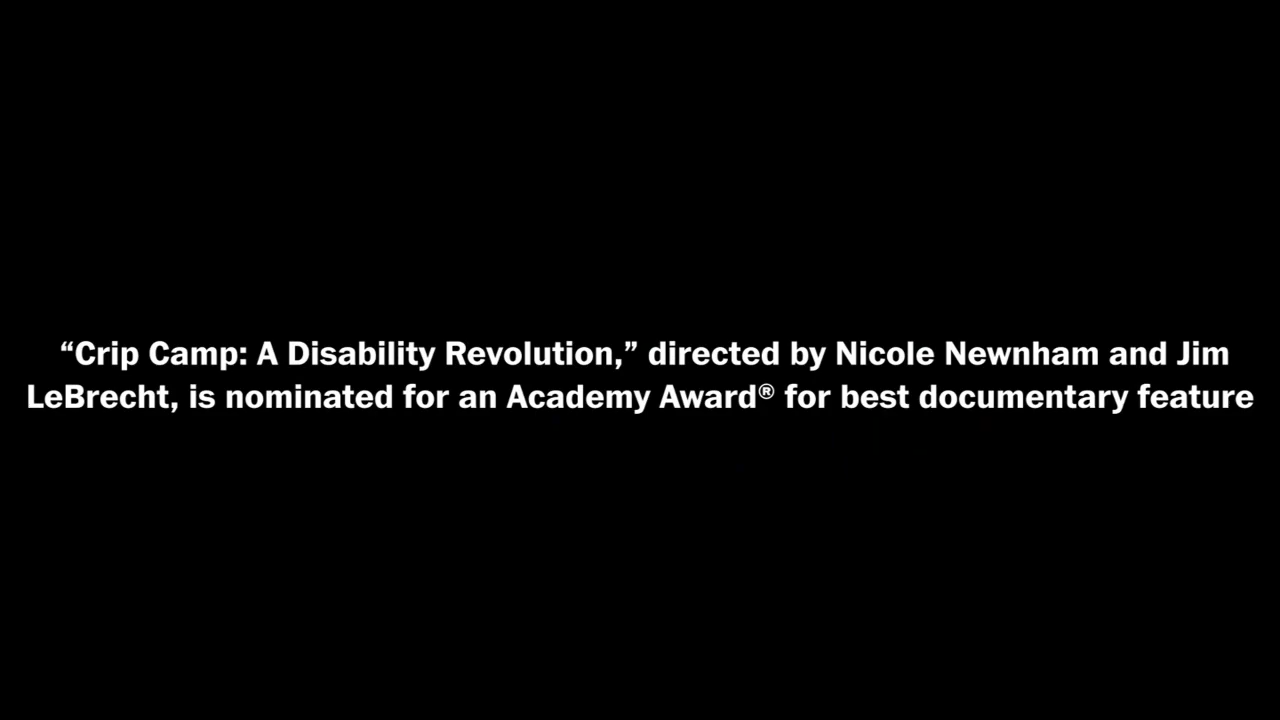 “Crip Camp: A Disability Revolution,” directed by Nicole Newnham and Jim
LeBrecht, is nominated for an Academy Award® for best documentary feature